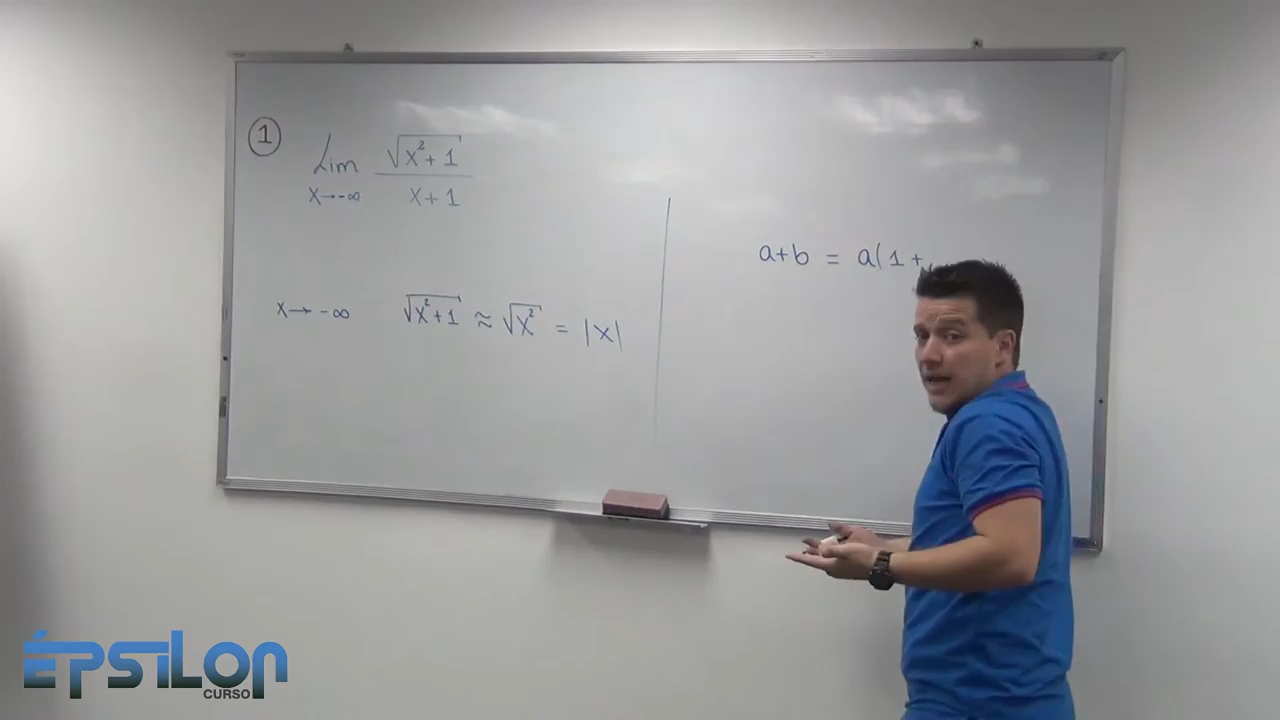 1
Lim x→-∞ √(x²+1) / (x+1)
x→-∞ √(x²+1) ≈ √x² = |x|
a+b = a(1+
ÉPSILON
CURSO